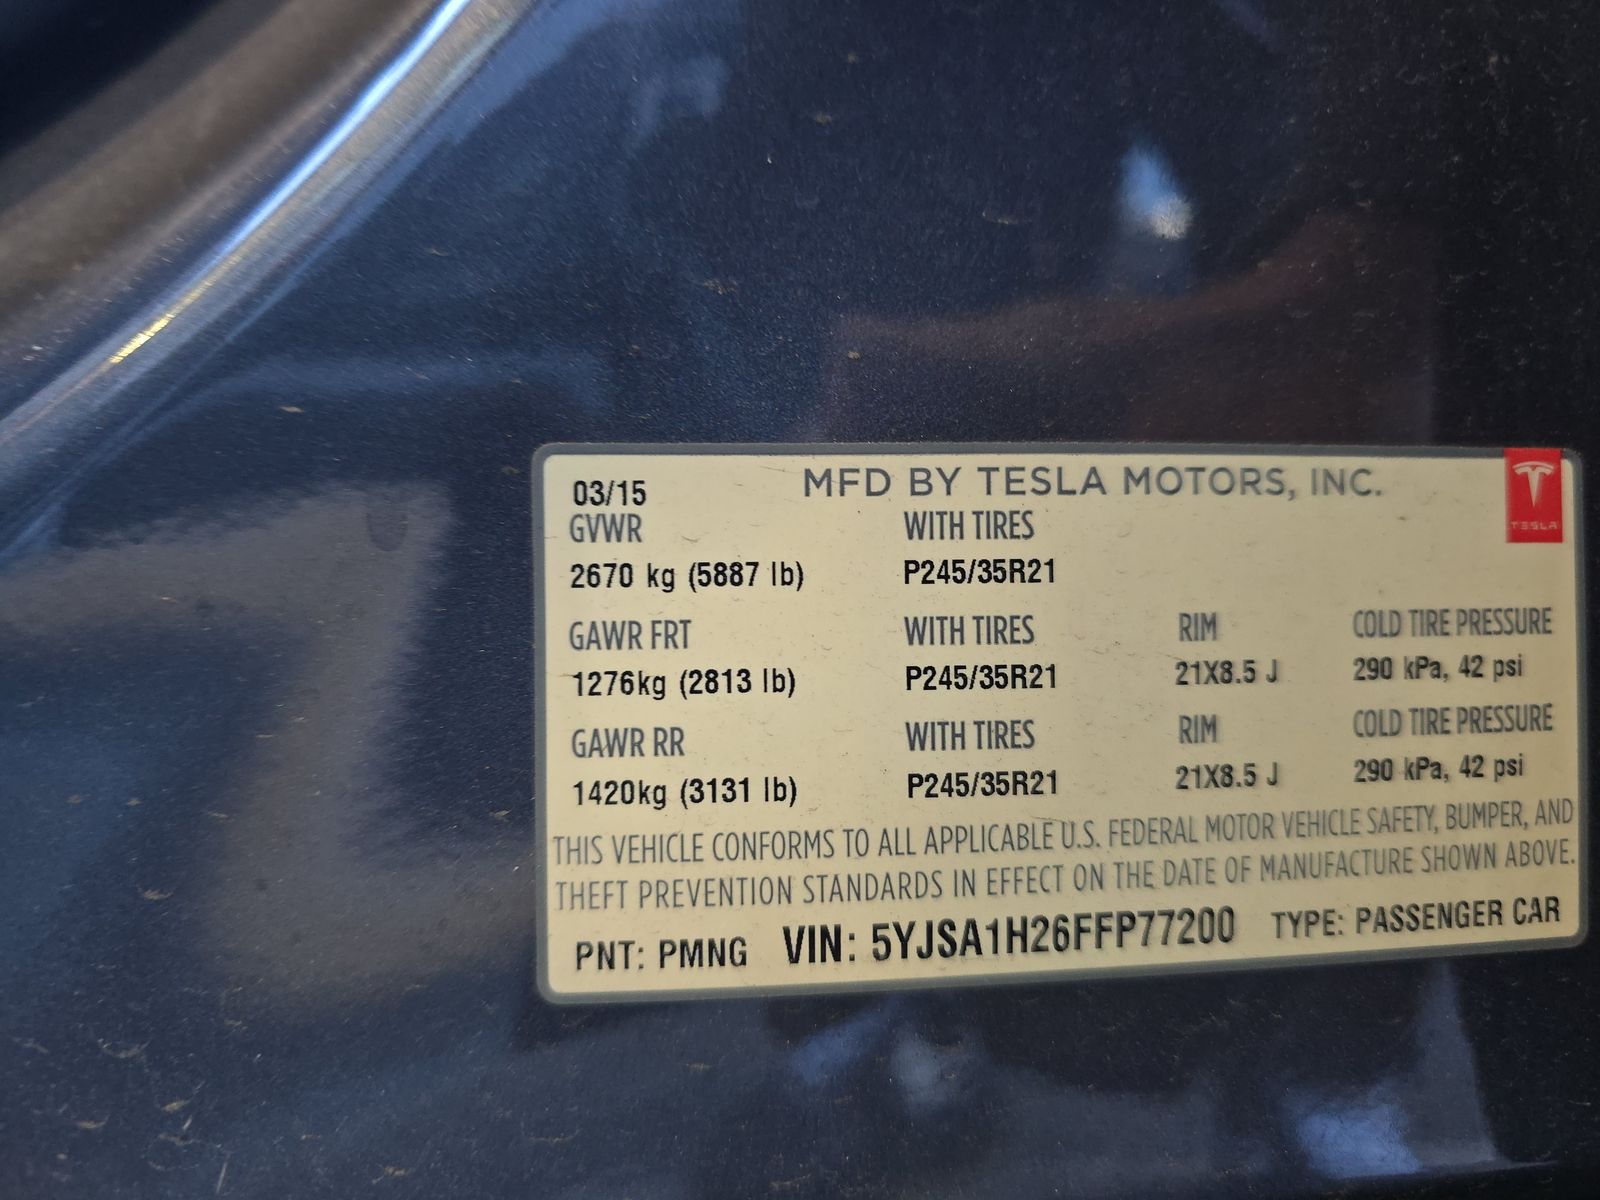 03/15 MFD BY TESLA MOTORS, INC.
TESLA
GVWR WITH TIRES
2670 kg (5887 lb) P245/35R21
GAWR FRT WITH TIRES RIM COLD TIRE PRESSURE
1276kg (2813 lb) P245/35R21 21X8.5 J 290 kPa, 42 psi
GAWR RR WITH TIRES RIM COLD TIRE PRESSURE
1420kg (3131 lb) P245/35R21 21X8.5 J 290 kPa, 42 psi
THIS VEHICLE CONFORMS TO ALL APPLICABLE U.S. FEDERAL MOTOR VEHICLE SAFETY, BUMPER, AND
THEFT PREVENTION STANDARDS IN EFFECT ON THE DATE OF MANUFACTURE SHOWN ABOVE.
PNT: PMNG VIN: 5YJSA1H26FFP77200 TYPE: PASSENGER CAR